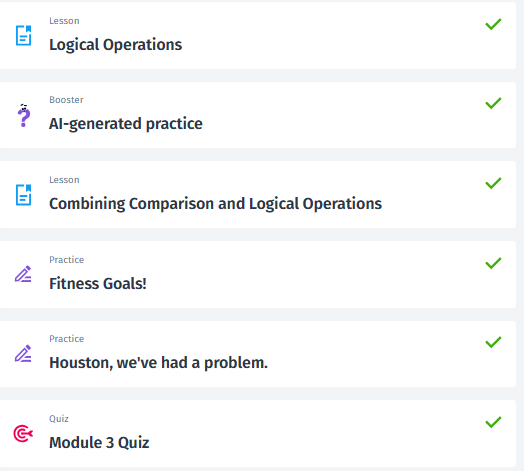 Lesson
Logical Operations
Booster
AI-generated practice
Lesson
Combining Comparison and Logical Operations
Practice
Fitness Goals!
Practice
Houston, we've had a problem.
Quiz
Module 3 Quiz